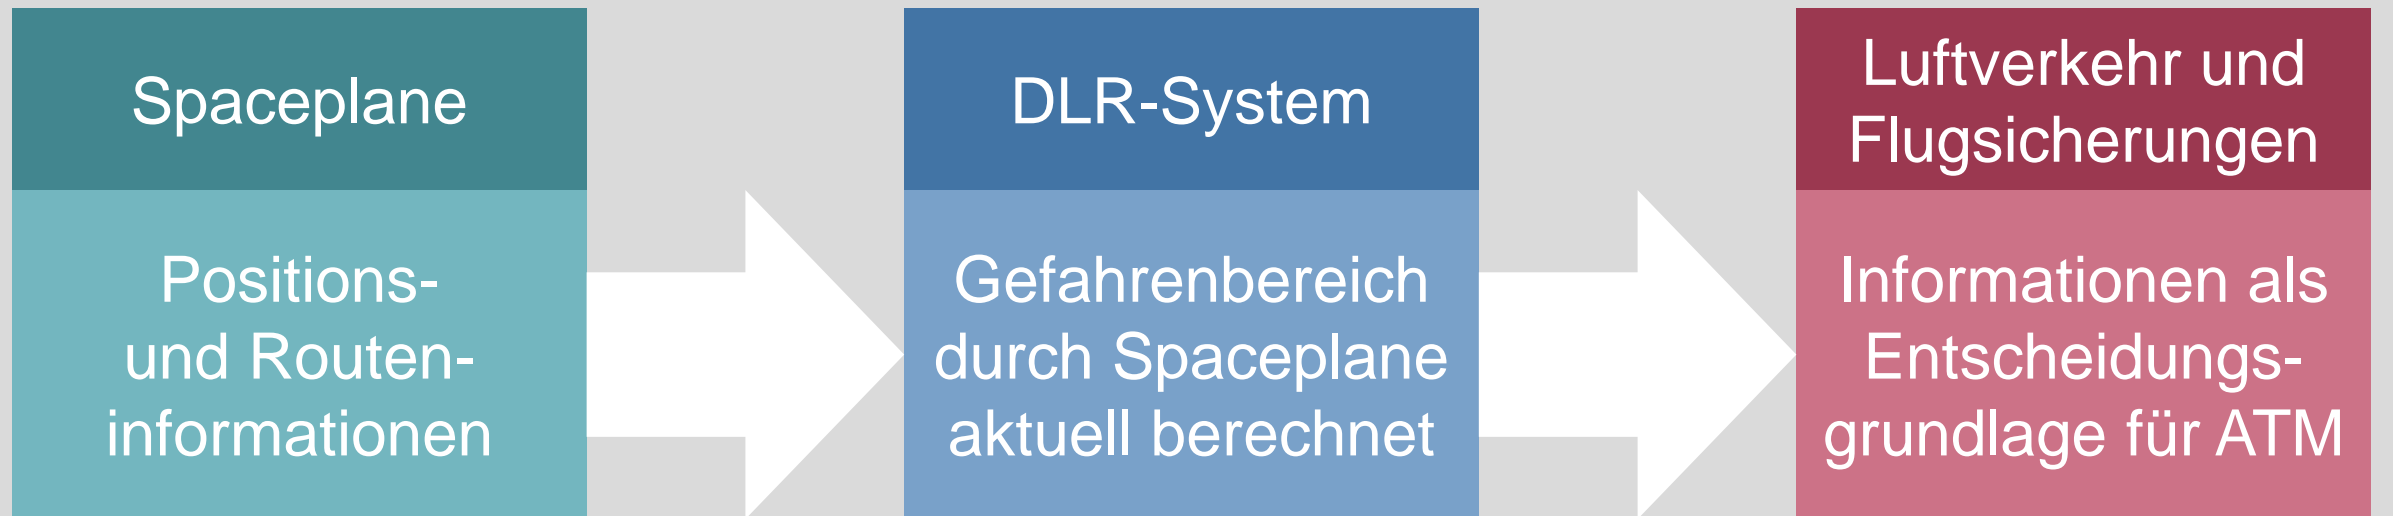 Spaceplane
Positions-
und Routen-
informationen
DLR-System
Gefahrenbereich
durch Spaceplane
aktuell berechnet
Luftverkehr und
Flugsicherungen
Informationen als
Entscheidungs-
grundlage für ATM